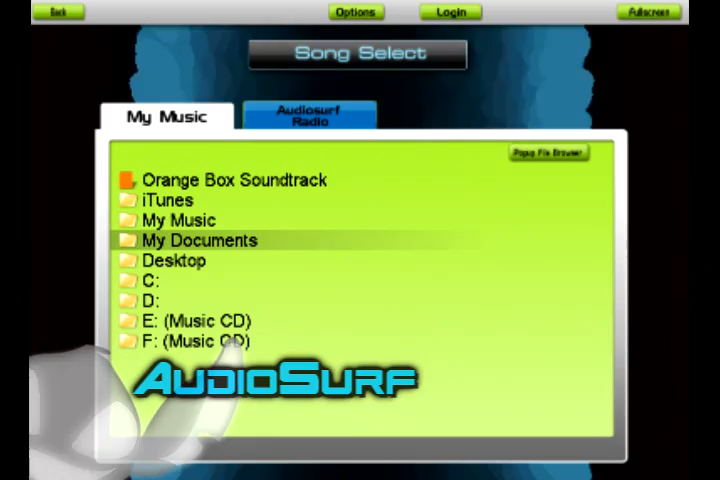 Back
Options
Login
Fullscreen
Song Select
My Music
Audiosurf
Radio
Popup File Browser
Orange Box Soundtrack
iTunes
My Music
My Documents
Desktop
C:
D:
E: (Music CD)
F: (Music CD)
AudioSurf